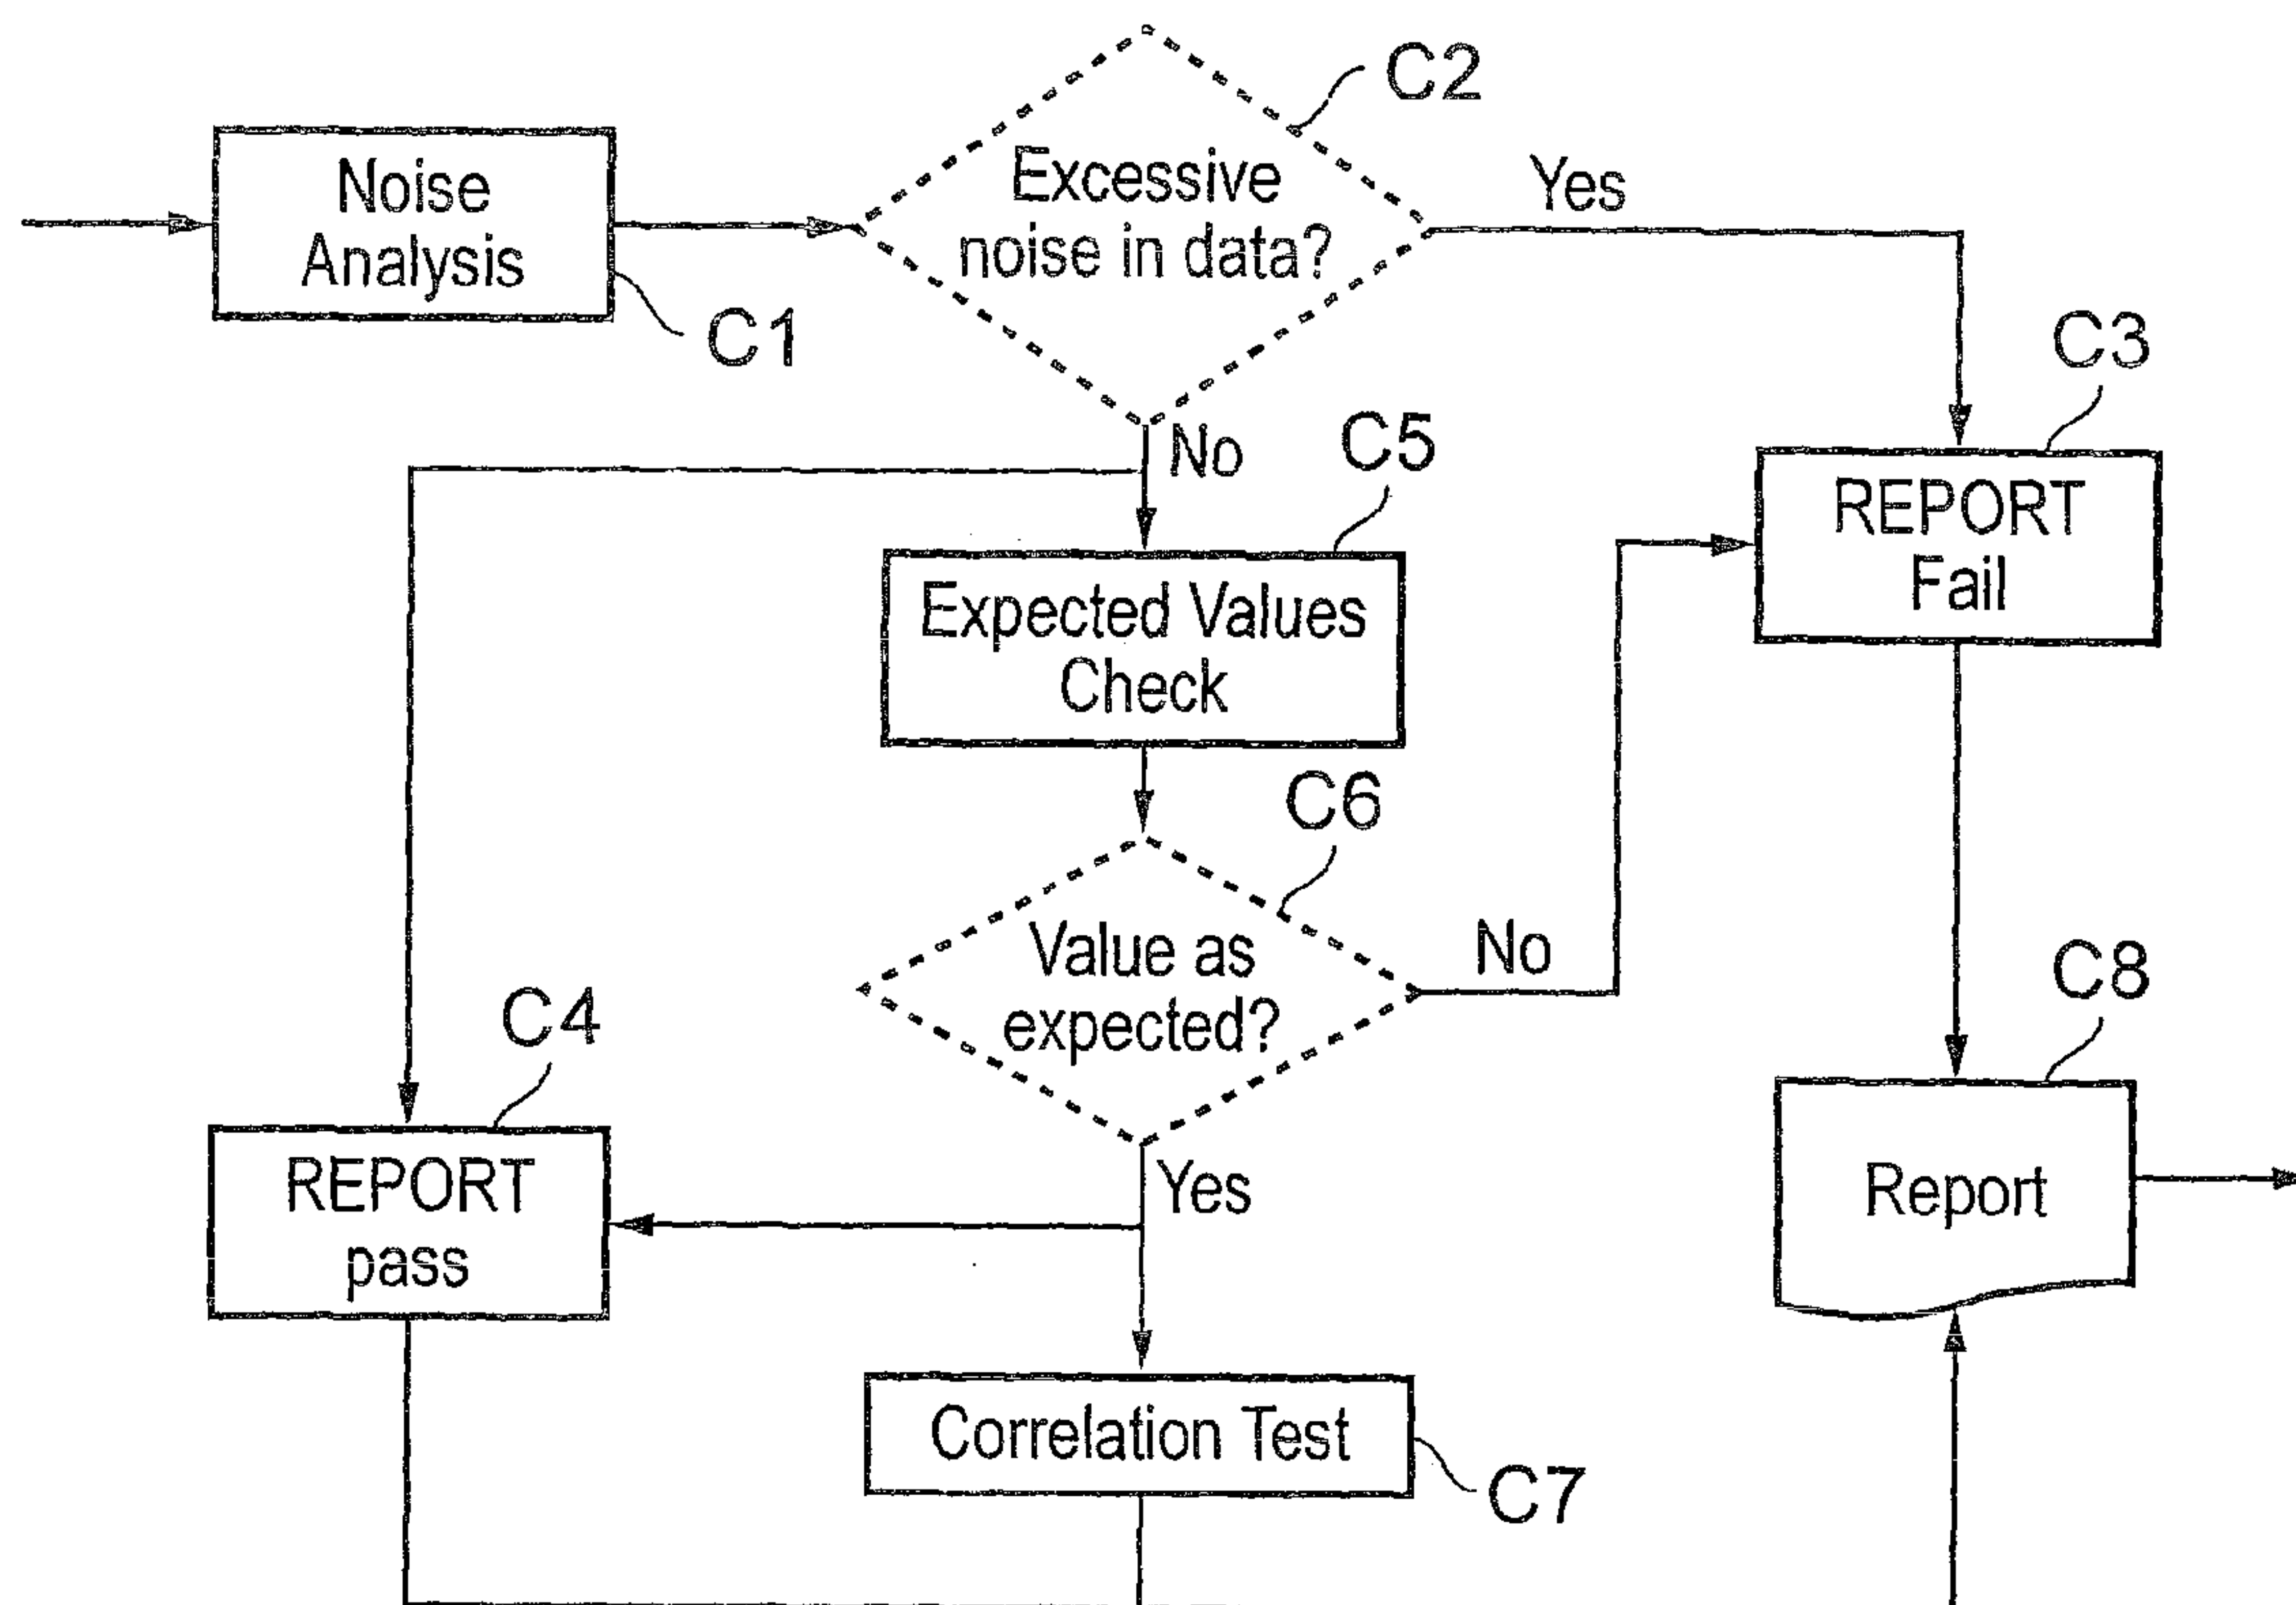 C2
Noise
Analysis
C1
Excessive
noise in data?
Yes
C3
No
C5
REPORT
Fail
Expected Values
Check
C6
Value as
expected?
No
C8
C4
REPORT
pass
Yes
Report
Correlation Test
C7